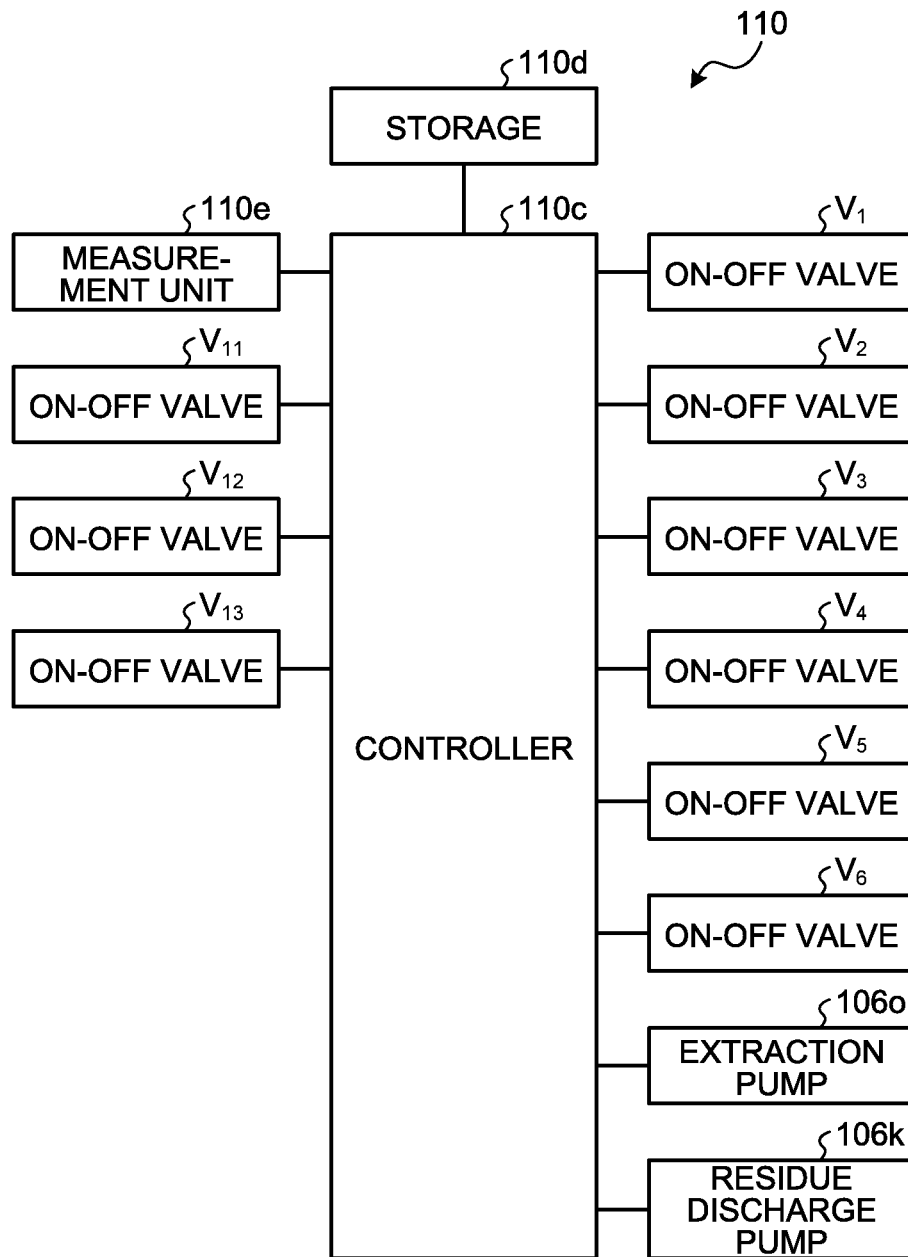 110
110d
STORAGE
110e
110c
V₁
MEASURE-
MENT UNIT
ON-OFF VALVE
V₁₁
V₂
ON-OFF VALVE
ON-OFF VALVE
V₁₂
V₃
ON-OFF VALVE
ON-OFF VALVE
V₁₃
V₄
ON-OFF VALVE
ON-OFF VALVE
CONTROLLER
V₅
ON-OFF VALVE
V₆
ON-OFF VALVE
106o
EXTRACTION
PUMP
106k
RESIDUE
DISCHARGE
PUMP